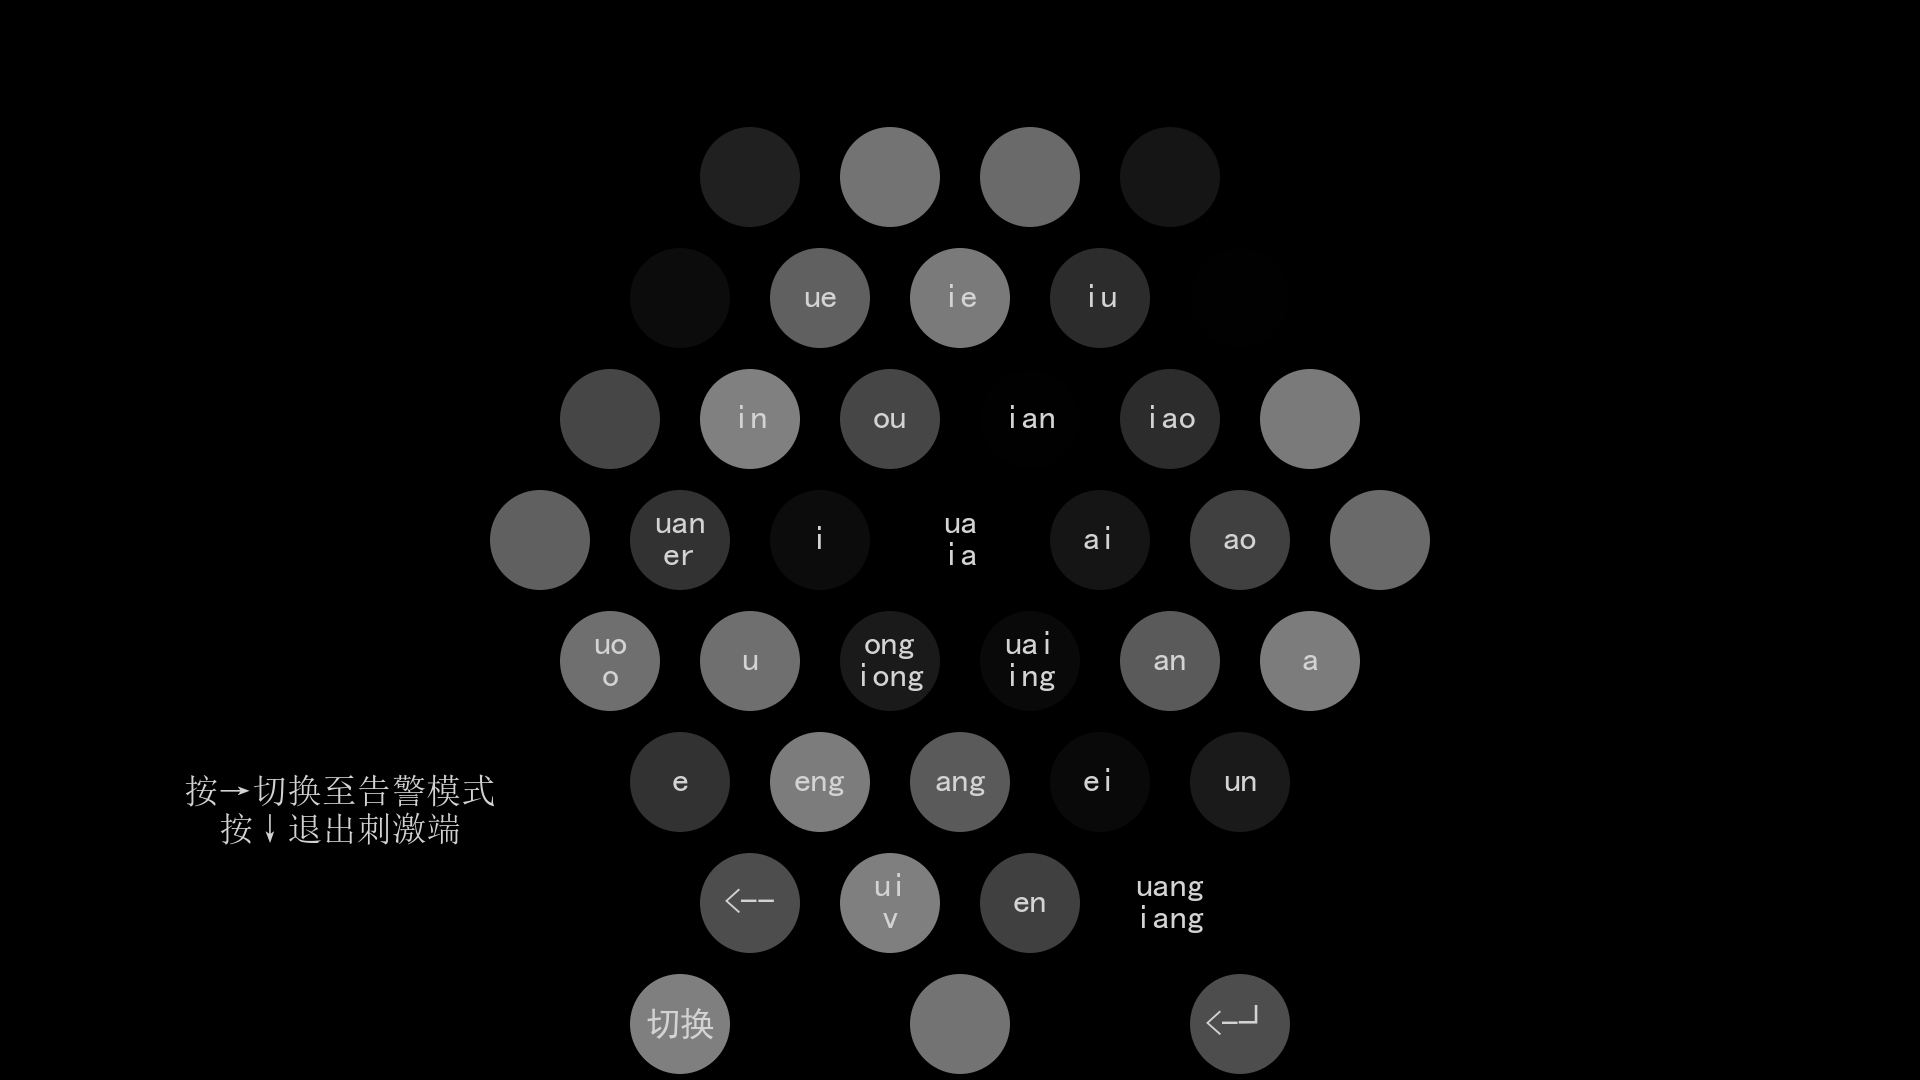 ue
ie
iu
in
ou
ian
iao
uan
er
i
ua
ia
ai
ao
uo
o
u
ong
iong
uai
ing
an
a
e
eng
ang
ei
un
按→切换至告警模式
按↓退出刺激端
<--
ui
v
en
uang
iang
切换
<-┘